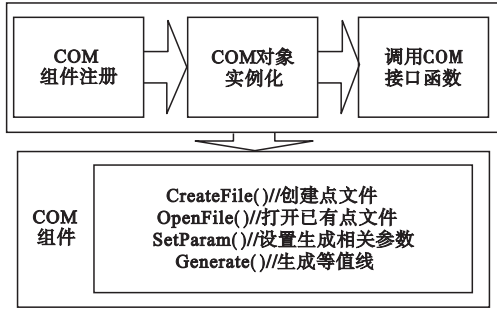 COM
组件注册
COM对象
实例化
调用COM
接口函数
COM
组件
CreateFile()//创建点文件
OpenFile()//打开已有点文件
SetParam()//设置生成相关参数
Generate()//生成等值线